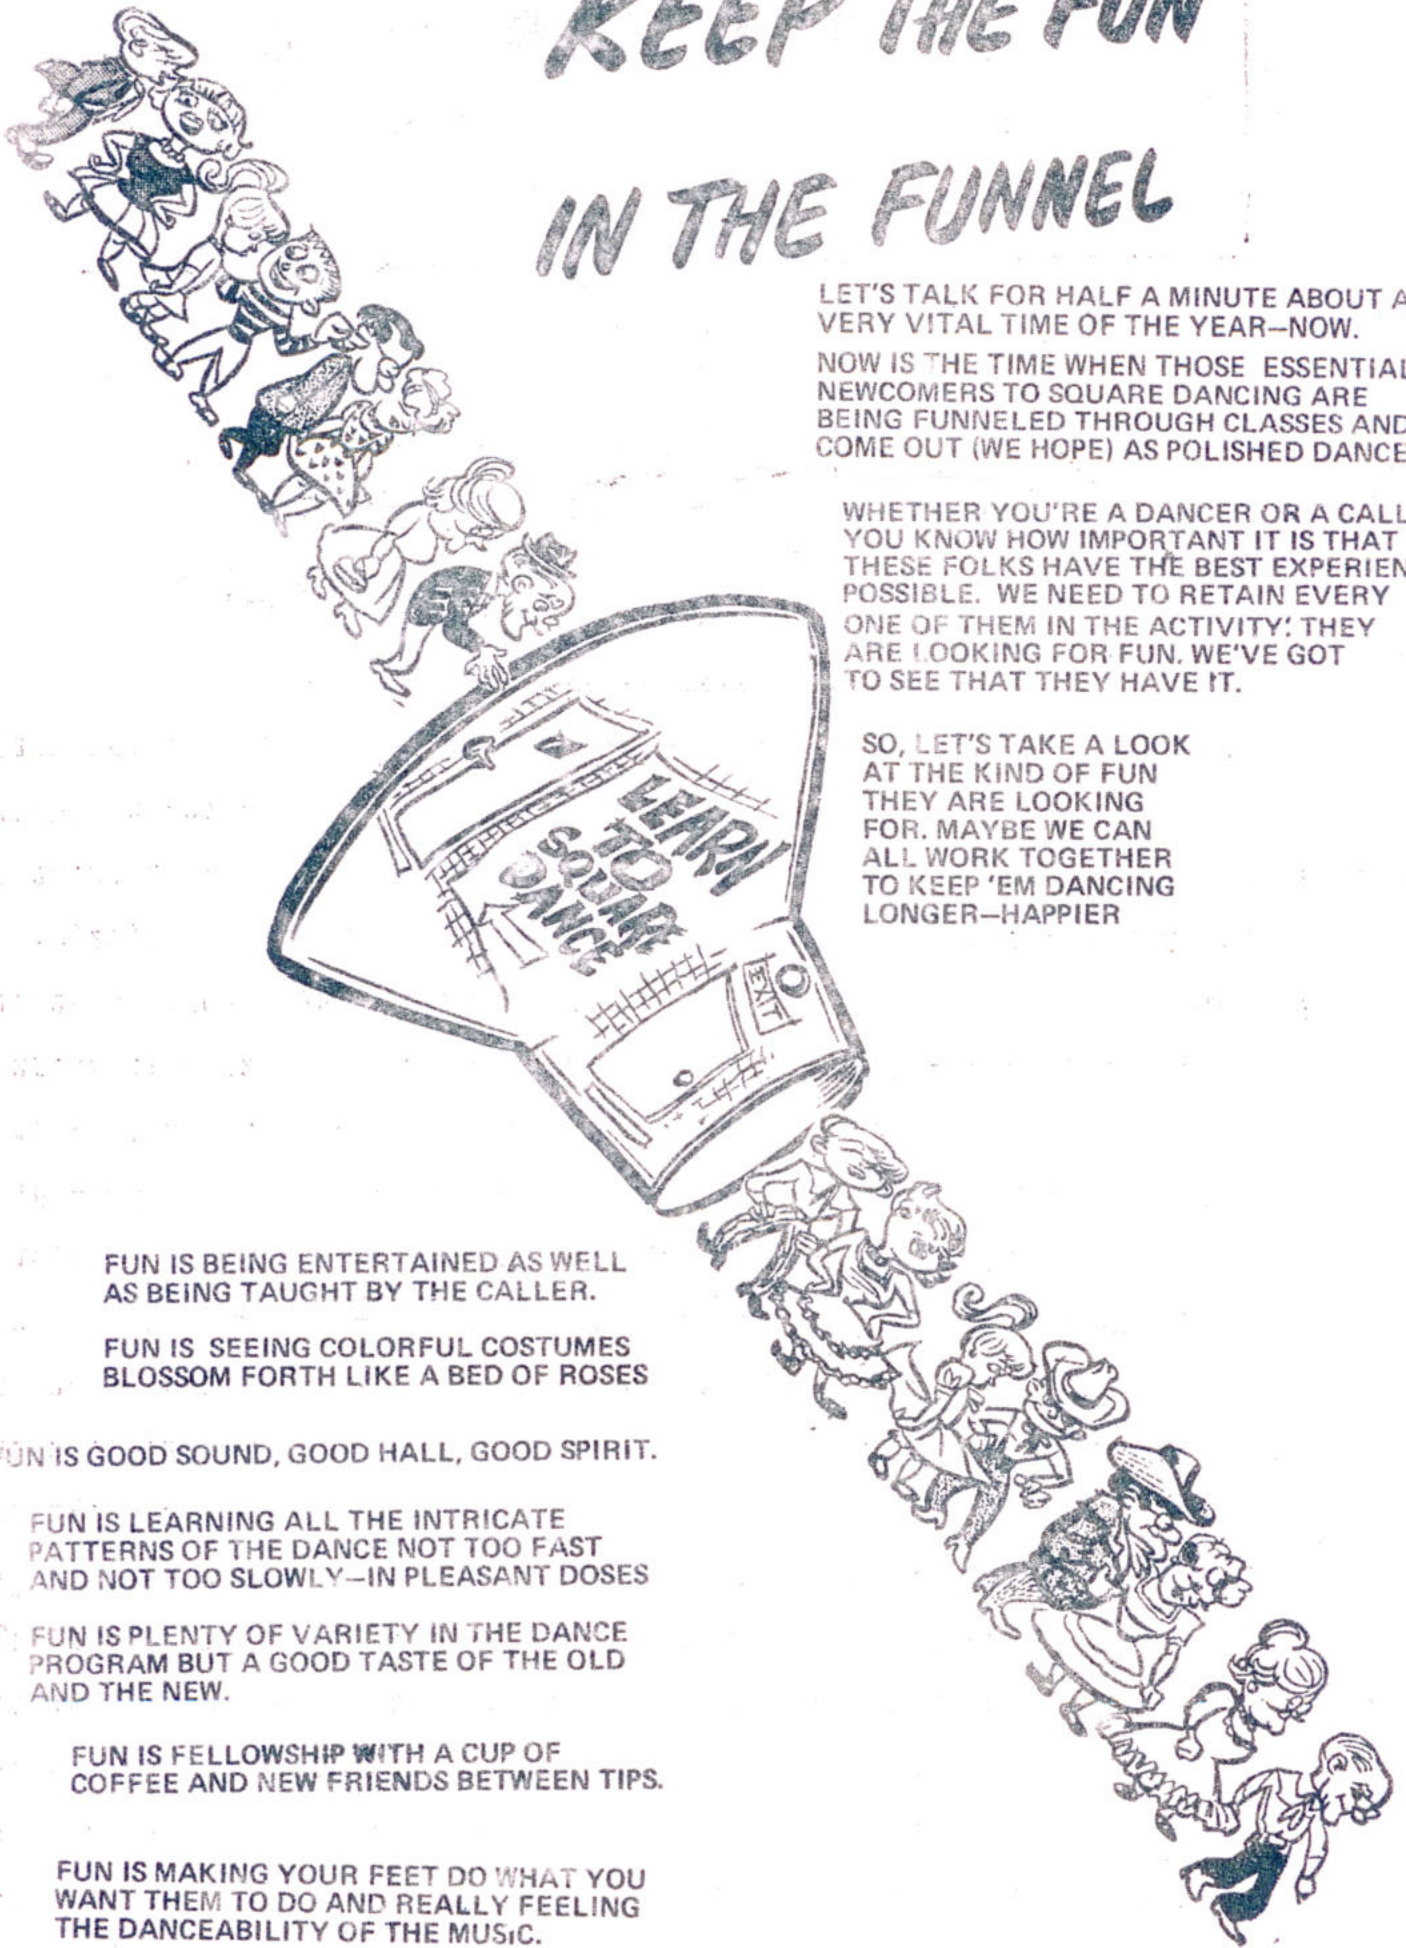 KEEP THE FUN
IN THE FUNNEL
LET'S TALK FOR HALF A MINUTE ABOUT A
VERY VITAL TIME OF THE YEAR—NOW.
NOW IS THE TIME WHEN THOSE ESSENTIAL
NEWCOMERS TO SQUARE DANCING ARE
BEING FUNNELED THROUGH CLASSES AND
COME OUT (WE HOPE) AS POLISHED DANCE
WHETHER YOU'RE A DANCER OR A CALL
YOU KNOW HOW IMPORTANT IT IS THAT
THESE FOLKS HAVE THE BEST EXPERIEN
POSSIBLE. WE NEED TO RETAIN EVERY
ONE OF THEM IN THE ACTIVITY: THEY
ARE LOOKING FOR FUN. WE'VE GOT
TO SEE THAT THEY HAVE IT.
SO, LET'S TAKE A LOOK
AT THE KIND OF FUN
THEY ARE LOOKING
FOR. MAYBE WE CAN
ALL WORK TOGETHER
TO KEEP 'EM DANCING
LONGER—HAPPIER
LEARN
TO
SQUARE
DANCE
EXIT
FUN IS BEING ENTERTAINED AS WELL
AS BEING TAUGHT BY THE CALLER.
FUN IS SEEING COLORFUL COSTUMES
BLOSSOM FORTH LIKE A BED OF ROSES
FUN IS GOOD SOUND, GOOD HALL, GOOD SPIRIT.
FUN IS LEARNING ALL THE INTRICATE
PATTERNS OF THE DANCE NOT TOO FAST
AND NOT TOO SLOWLY—IN PLEASANT DOSES
FUN IS PLENTY OF VARIETY IN THE DANCE
PROGRAM BUT A GOOD TASTE OF THE OLD
AND THE NEW.
FUN IS FELLOWSHIP WITH A CUP OF
COFFEE AND NEW FRIENDS BETWEEN TIPS.
FUN IS MAKING YOUR FEET DO WHAT YOU
WANT THEM TO DO AND REALLY FEELING
THE DANCEABILITY OF THE MUSIC.